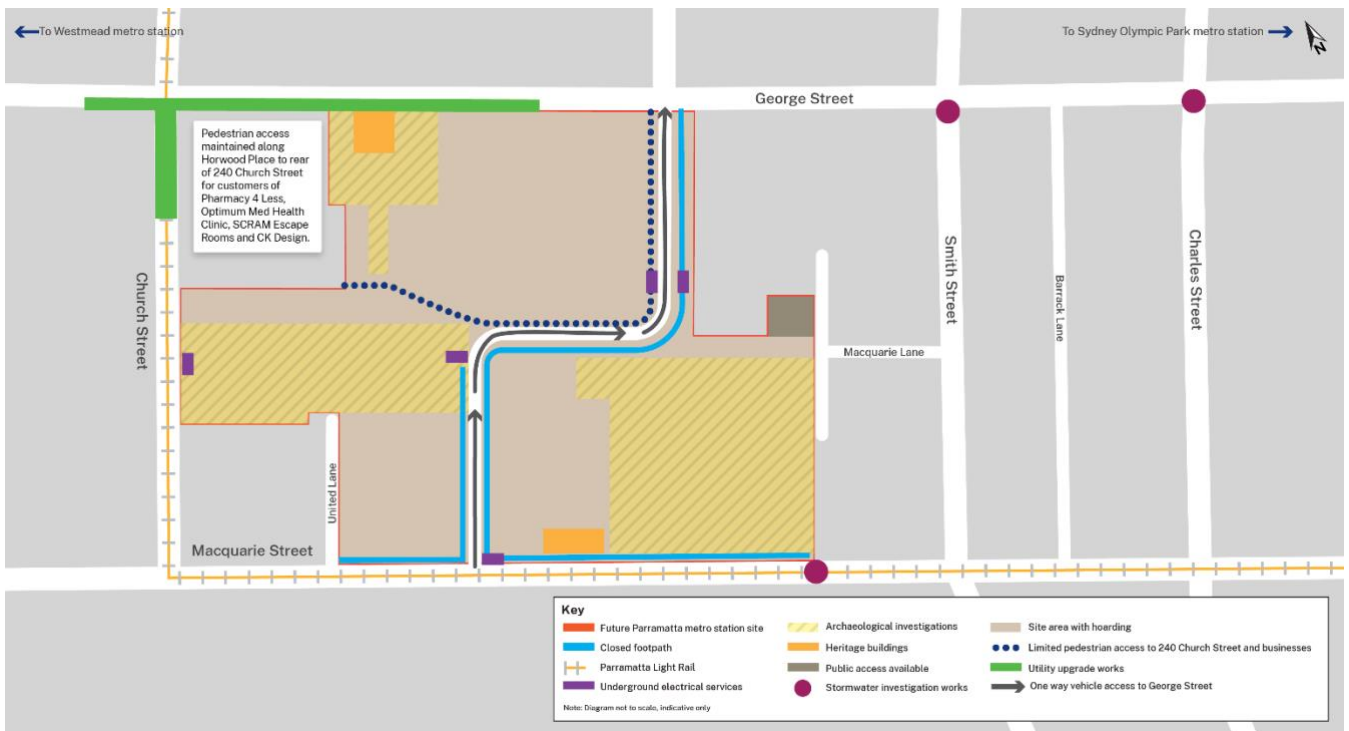 To Westmead metro station
To Sydney Olympic Park metro station
N
George Street
Pedestrian access
maintained along
Horwood Place to rear
of 240 Church Street
for customers of
Pharmacy 4 Less,
Optimum Med Health
Clinic, SCRAM Escape
Rooms and CK Design.
Church Street
Smith Street
Barrack Lane
Charles Street
Macquarie Lane
United Lane
Macquarie Street
Key
Future Parramatta metro station site
Closed footpath
Parramatta Light Rail
Underground electrical services
Archaeological investigations
Heritage buildings
Public access available
Stormwater investigation works
Site area with hoarding
Limited pedestrian access to 240 Church Street and businesses
Utility upgrade works
One way vehicle access to George Street
Note: Diagram not to scale, indicative only